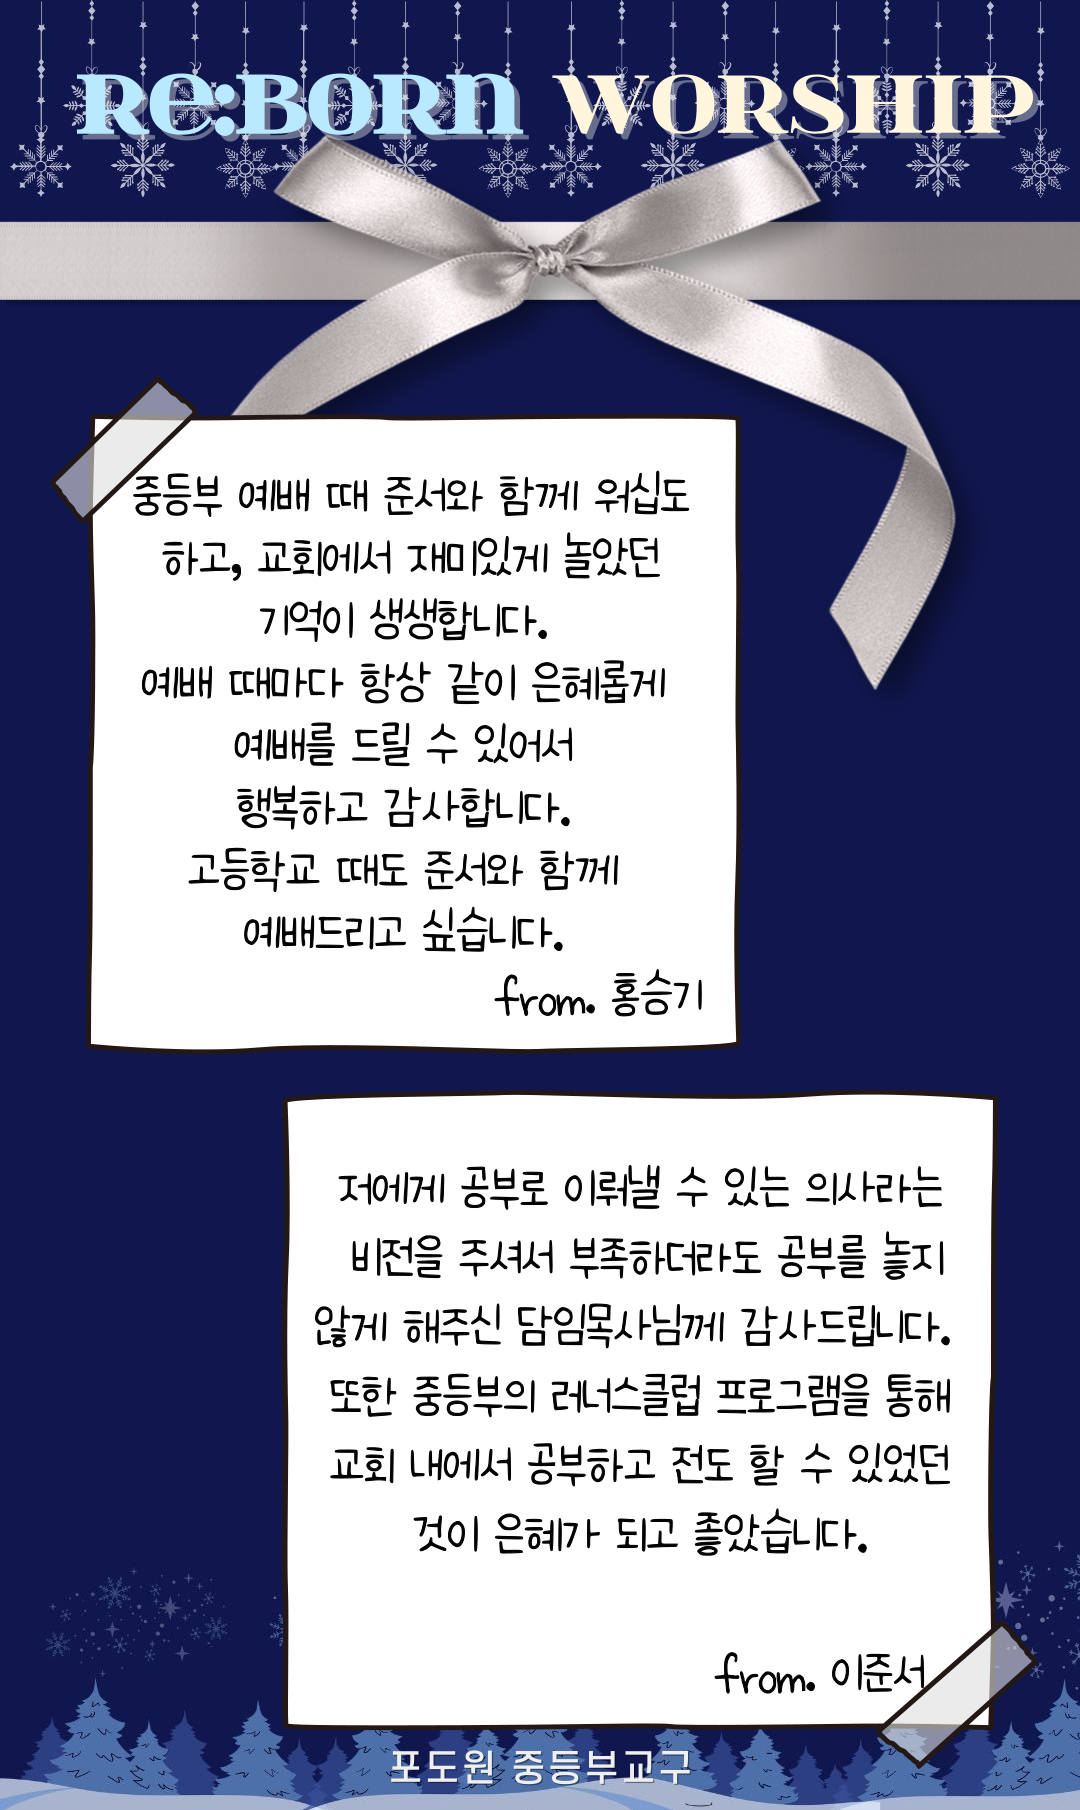 Re:BORN WORSHIP
중등부 예배 때 준서와 함께 워십도
하고, 교회에서 재미있게 놀았던
기억이 생생합니다.
예배 때마다 항상 같이 은혜롭게
예배를 드릴 수 있어서
행복하고 감사합니다.
고등학교 때도 준서와 함께
예배드리고 싶습니다.
from. 홍승기
저에게 공부로 이뤄낼 수 있는 의사라는
비전을 주셔서 부족하더라도 공부를 놓지
않게 해주신 담임목사님께 감사드립니다.
또한 중등부의 러너스클럽 프로그램을 통해
교회 내에서 공부하고 전도 할 수 있었던
것이 은혜가 되고 좋았습니다.
from. 이준서
포도원 중등부교구